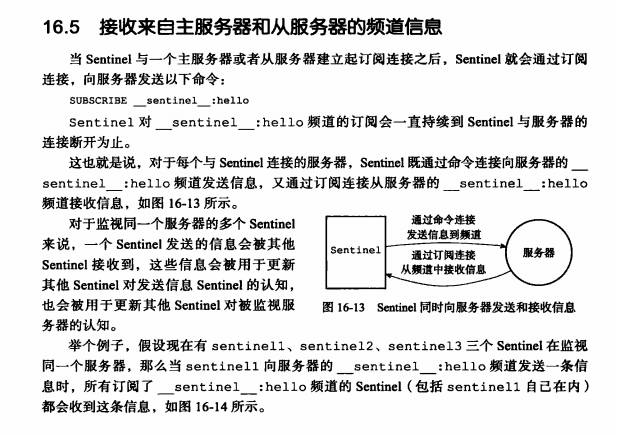 16.5 接收来自主服务器和从服务器的频道信息
当 Sentinel 与一个主服务器或者从服务器建立起订阅连接之后，Sentinel 就会通过订阅
连接，向服务器发送以下命令：
SUBSCRIBE __sentinel__:hello
Sentinel 对 __sentinel__:hello 频道的订阅会一直持续到 Sentinel 与服务器的
连接断开为止。
这也就是说，对于每个与 Sentinel 连接的服务器，Sentinel 既通过命令连接向服务器的 __
sentinel__:hello 频道发送信息，又通过订阅连接从服务器的 __sentinel__:hello
频道接收信息，如图 16-13 所示。
对于监视同一个服务器的多个 Sentinel
来说，一个 Sentinel 发送的信息会被其他
Sentinel 接收到，这些信息会被用于更新
其他 Sentinel 对发送信息 Sentinel 的认知，
也会被用于更新其他 Sentinel 对被监视服
务器的认知。
Sentinel
通过命令连接
发送信息到频道
通过订阅连接
从频道中接收信息
服务器
图 16-13 Sentinel 同时向服务器发送和接收信息
举个例子，假设现在有 sentinel1、sentinel2、sentinel3 三个 Sentinel 在监视
同一个服务器，那么当 sentinel1 向服务器的 __sentinel__:hello 频道发送一条信
息时，所有订阅了 __sentinel__:hello 频道的 Sentinel（包括 sentinel1 自己在内）
都会收到这条信息，如图 16-14 所示。